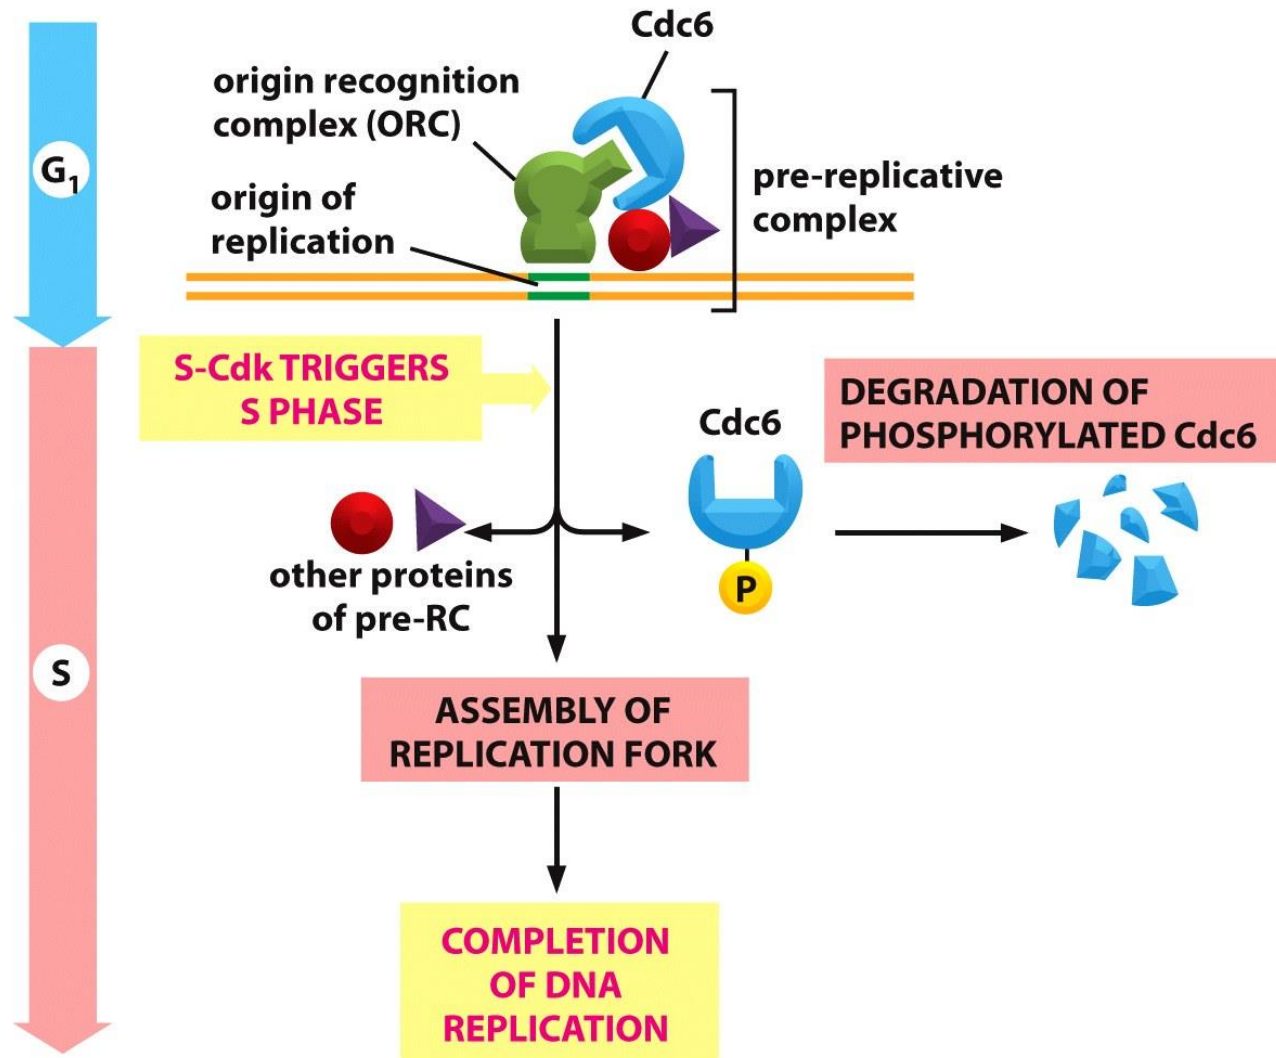 Cdc6
origin recognition
complex (ORC)
G1
pre-replicative
complex
origin of
replication
S-Cdk TRIGGERS
S PHASE
DEGRADATION OF
PHOSPHORYLATED Cdc6
Cdc6
P
other proteins
of pre-RC
S
ASSEMBLY OF
REPLICATION FORK
COMPLETION
OF DNA
REPLICATION